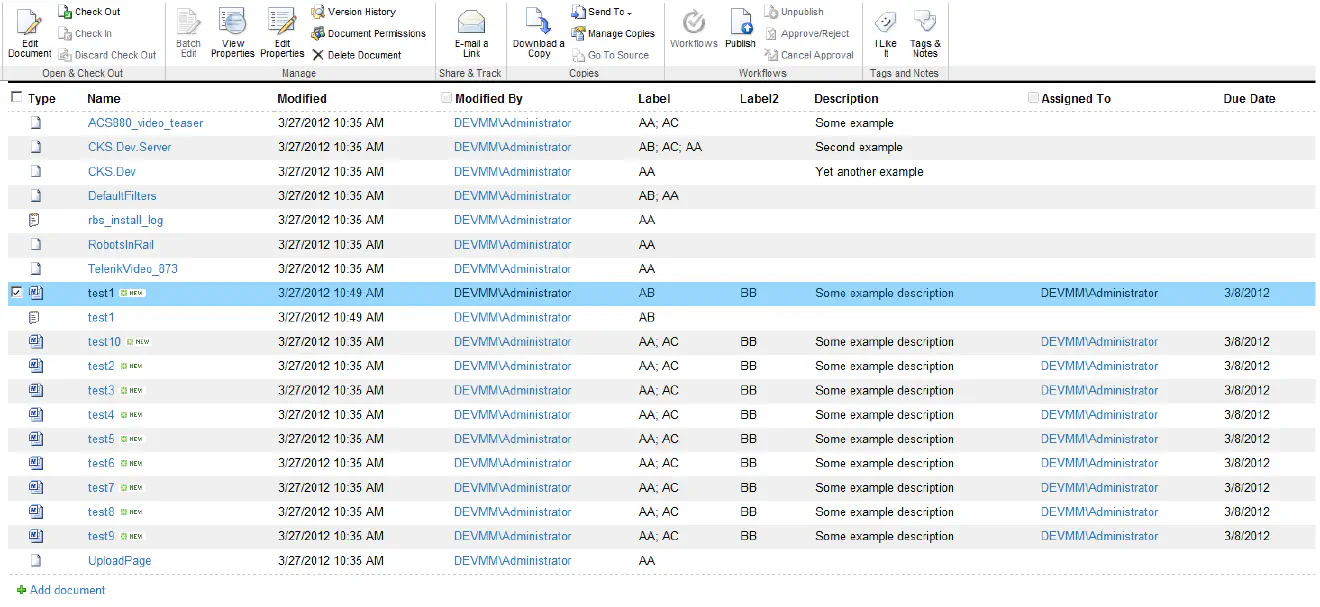 Edit Document
Check Out
Check In
Discard Check Out
Open & Check Out
Batch Edit
View Properties
Edit Properties
Version History
Document Permissions
Delete Document
Manage
E-mail a Link
Share & Track
Download a Copy
Send To
Manage Copies
Go To Source
Copies
Workflows
Publish
Unpublish
Approve/Reject
Cancel Approval
Workflows
I Like It
Tags & Notes
Tags and Notes
Type Name Modified Modified By Label Label2 Description Assigned To Due Date
ACS880_video_teaser 3/27/2012 10:35 AM DEVMM\Administrator AA; AC Some example
CKS.Dev.Server 3/27/2012 10:35 AM DEVMM\Administrator AB; AC; AA Second example
CKS.Dev 3/27/2012 10:35 AM DEVMM\Administrator AA Yet another example
DefaultFilters 3/27/2012 10:35 AM DEVMM\Administrator AB; AA
rbs_install_log 3/27/2012 10:35 AM DEVMM\Administrator AA
RobotsInRail 3/27/2012 10:35 AM DEVMM\Administrator AA
TelerikVideo_873 3/27/2012 10:35 AM DEVMM\Administrator AA
test1 NEW 3/27/2012 10:49 AM DEVMM\Administrator AB BB Some example description DEVMM\Administrator 3/8/2012
test1 3/27/2012 10:49 AM DEVMM\Administrator AB
test10 NEW 3/27/2012 10:35 AM DEVMM\Administrator AA; AC BB Some example description DEVMM\Administrator 3/8/2012
test2 NEW 3/27/2012 10:35 AM DEVMM\Administrator AA; AC BB Some example description DEVMM\Administrator 3/8/2012
test3 NEW 3/27/2012 10:35 AM DEVMM\Administrator AA; AC BB Some example description DEVMM\Administrator 3/8/2012
test4 NEW 3/27/2012 10:35 AM DEVMM\Administrator AA; AC BB Some example description DEVMM\Administrator 3/8/2012
test5 NEW 3/27/2012 10:35 AM DEVMM\Administrator AA; AC BB Some example description DEVMM\Administrator 3/8/2012
test6 NEW 3/27/2012 10:35 AM DEVMM\Administrator AA; AC BB Some example description DEVMM\Administrator 3/8/2012
test7 NEW 3/27/2012 10:35 AM DEVMM\Administrator AA; AC BB Some example description DEVMM\Administrator 3/8/2012
test8 NEW 3/27/2012 10:35 AM DEVMM\Administrator AA; AC BB Some example description DEVMM\Administrator 3/8/2012
test9 NEW 3/27/2012 10:35 AM DEVMM\Administrator AA; AC BB Some example description DEVMM\Administrator 3/8/2012
UploadPage 3/27/2012 10:35 AM DEVMM\Administrator AA
Add document